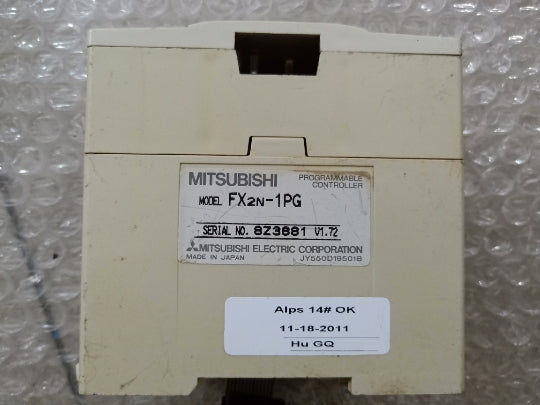 MITSUBISHI PROGRAMMABLE CONTROLLER
MODEL FX2N-1PG
SERIAL NO. 8Z3881 V1.72
MITSUBISHI ELECTRIC CORPORATION
MADE IN JAPAN JY550D19501B
Alps 14# OK
11-18-2011
Hu GQ